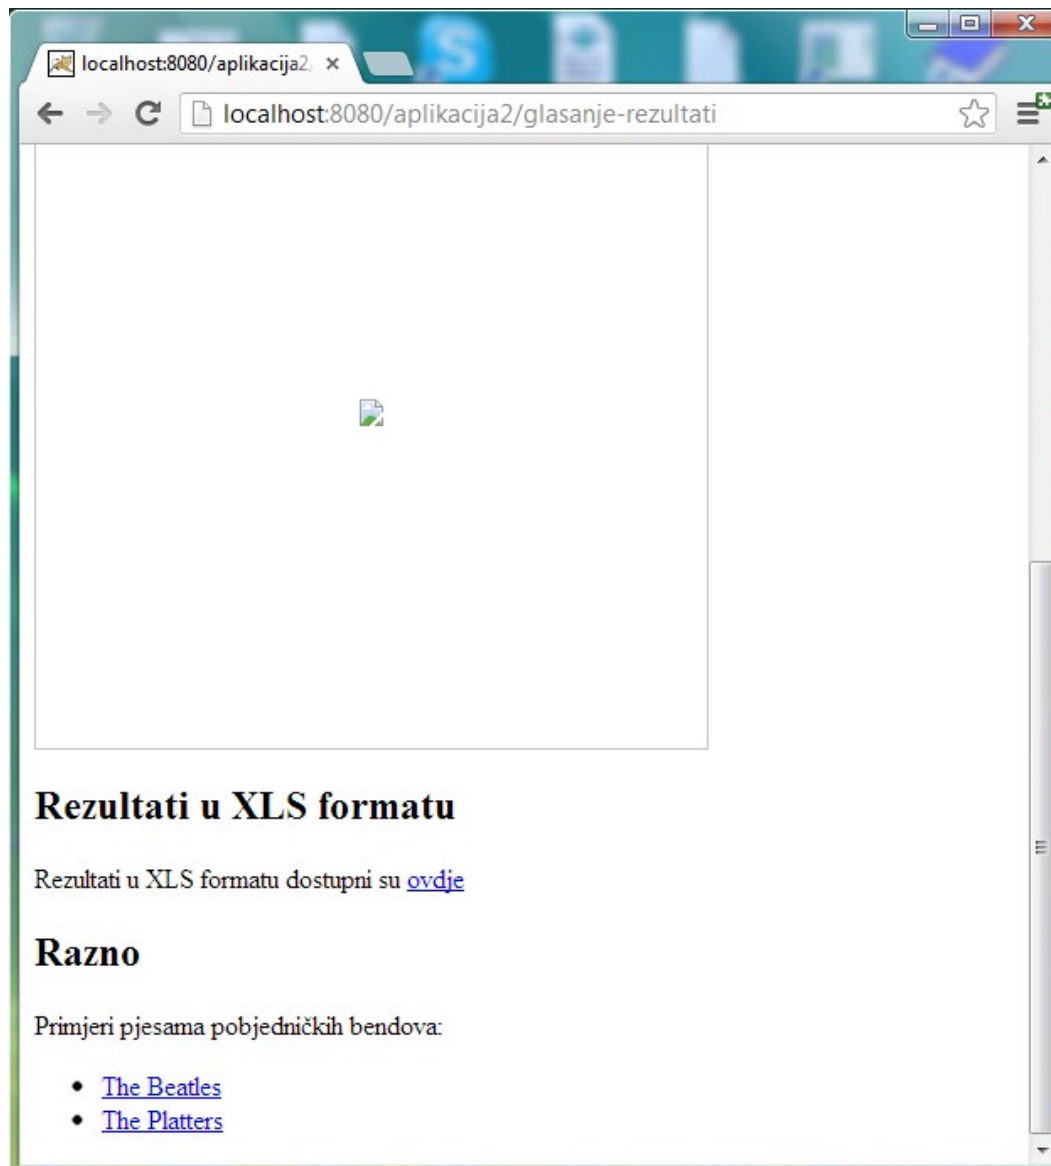 localhost:8080/aplikacija2
localhost:8080/aplikacija2/glasanje-rezultati
Rezultati u XLS formatu
Rezultati u XLS formatu dostupni su ovdje
Razno
Primjeri pjesama pobjedničkih bendova:
The Beatles
The Platters